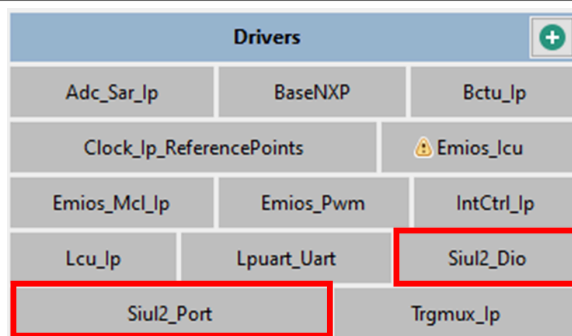 Drivers
Adc_Sar_Ip BaseNXP Bctu_Ip
Clock_Ip_ReferencePoints Emios_Icu
Emios_Mcl_Ip Emios_Pwm IntCtrl_Ip
Lcu_Ip Lpuart_Uart Siul2_Dio
Siul2_Port Trgmux_Ip